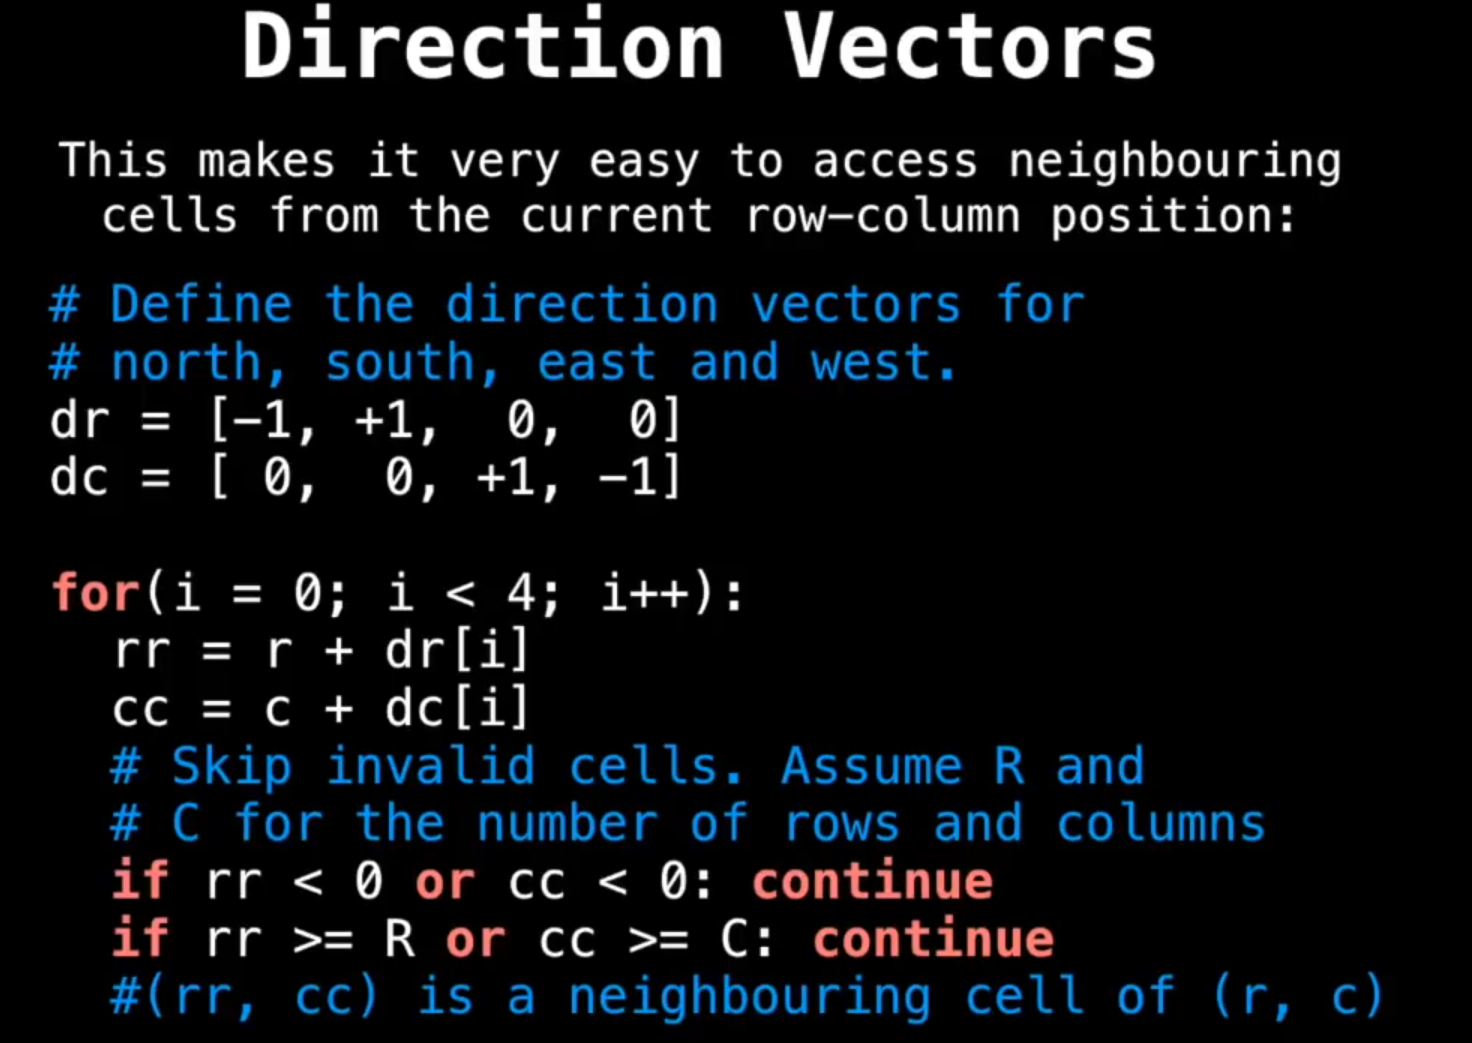 Direction Vectors
This makes it very easy to access neighbouring
cells from the current row–column position:
# Define the direction vectors for
# north, south, east and west.
dr = [−1, +1,  0,  0]
dc = [ 0,  0, +1, −1]
for(i = 0; i < 4; i++):
  rr = r + dr[i]
  cc = c + dc[i]
  # Skip invalid cells. Assume R and
  # C for the number of rows and columns
  if rr < 0 or cc < 0: continue
  if rr >= R or cc >= C: continue
  #(rr, cc) is a neighbouring cell of (r, c)